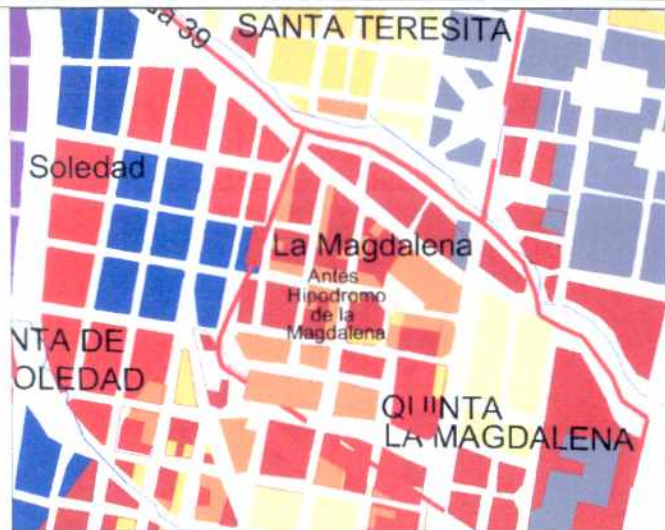 39
SANTA TERESITA
Soledad
La Magdalena
Antes
Hipodromo
de la
Magdalena
NTA DE
OLEDAD
QUINTA
LA MAGDALENA